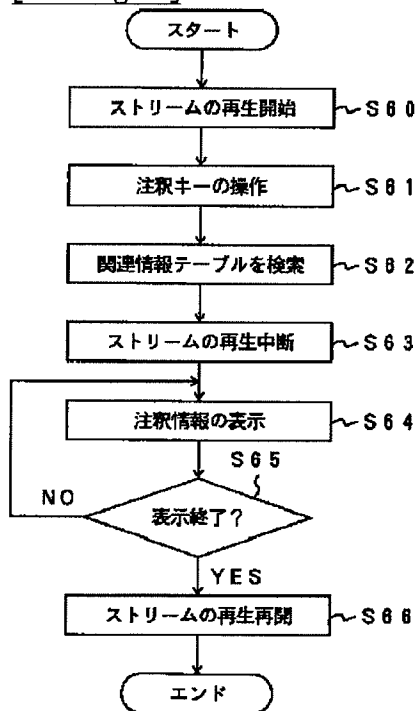 スタート
ストリームの再生開始 S60
注釈キーの操作 S61
関連情報テーブルを検索 S62
ストリームの再生中断 S63
注釈情報の表示 S64
S65
表示終了?
NO
YES
ストリームの再生再開 S66
エンド